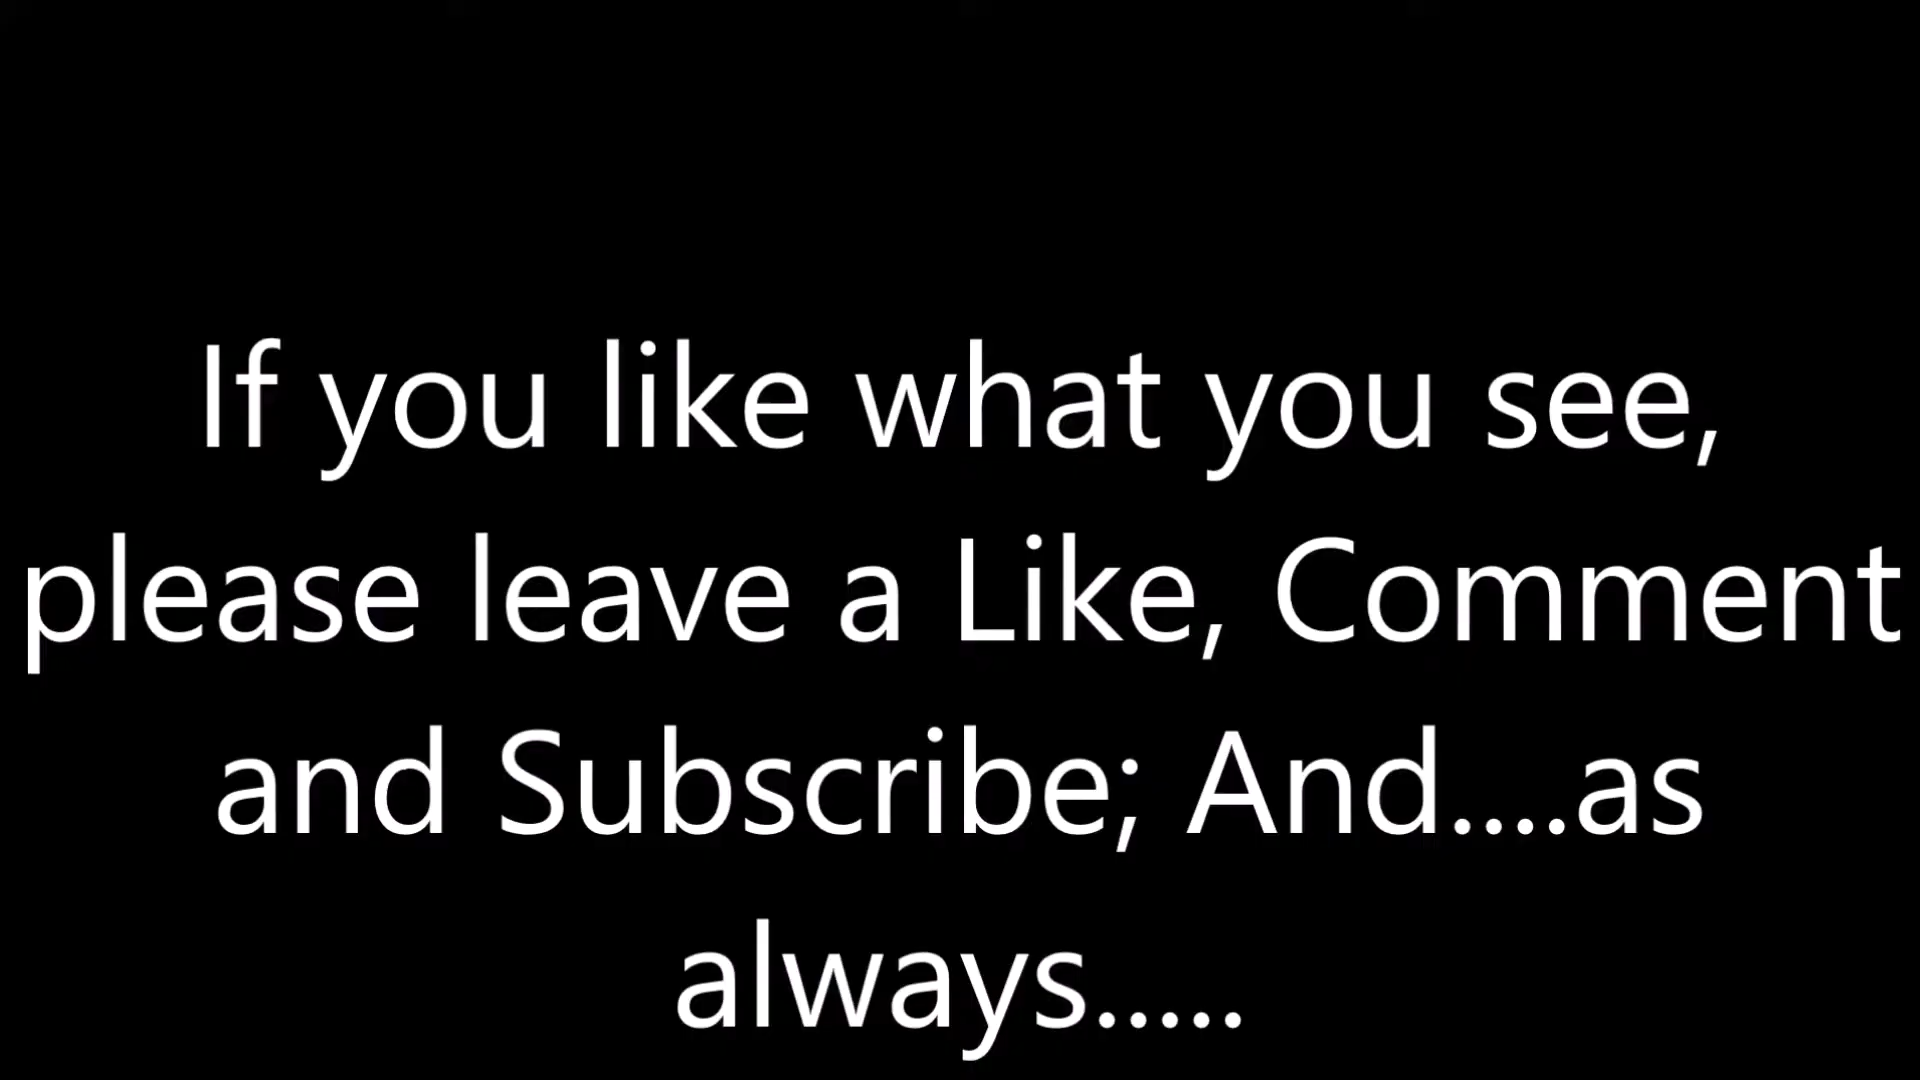 If you like what you see,
please leave a Like, Comment
and Subscribe; And....as
always.....